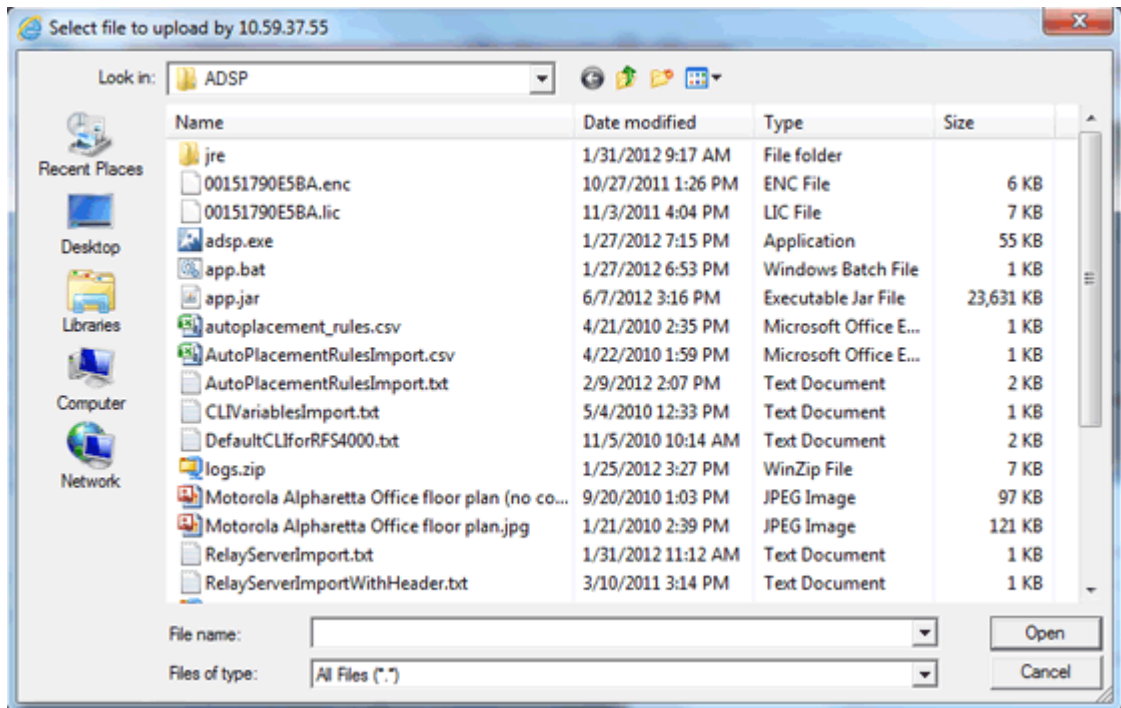 Select file to upload by 10.59.37.55
Look in: ADSP
Name Date modified Type Size
jre 1/31/2012 9:17 AM File folder
00151790E5BA.enc 10/27/2011 1:26 PM ENC File 6 KB
00151790E5BA.lic 11/3/2011 4:04 PM LIC File 7 KB
adsp.exe 1/27/2012 7:15 PM Application 55 KB
app.bat 1/27/2012 6:53 PM Windows Batch File 1 KB
app.jar 6/7/2012 3:16 PM Executable Jar File 23,631 KB
autoplacement_rules.csv 4/21/2010 2:35 PM Microsoft Office E... 1 KB
AutoPlacementRulesImport.csv 4/22/2010 1:59 PM Microsoft Office E... 1 KB
AutoPlacementRulesImport.txt 2/9/2012 2:07 PM Text Document 2 KB
CLIVariablesImport.txt 5/4/2010 12:33 PM Text Document 1 KB
DefaultCLIforRFS4000.txt 11/5/2010 10:14 AM Text Document 2 KB
logs.zip 1/25/2012 3:27 PM WinZip File 7 KB
Motorola Alpharetta Office floor plan (no co... 9/20/2010 1:03 PM JPEG Image 97 KB
Motorola Alpharetta Office floor plan.jpg 1/21/2010 2:39 PM JPEG Image 121 KB
RelayServerImport.txt 1/31/2012 11:12 AM Text Document 1 KB
RelayServerImportWithHeader.txt 3/10/2011 3:14 PM Text Document 1 KB
Recent Places
Desktop
Libraries
Computer
Network
File name: Open
Files of type: All Files (*.*) Cancel